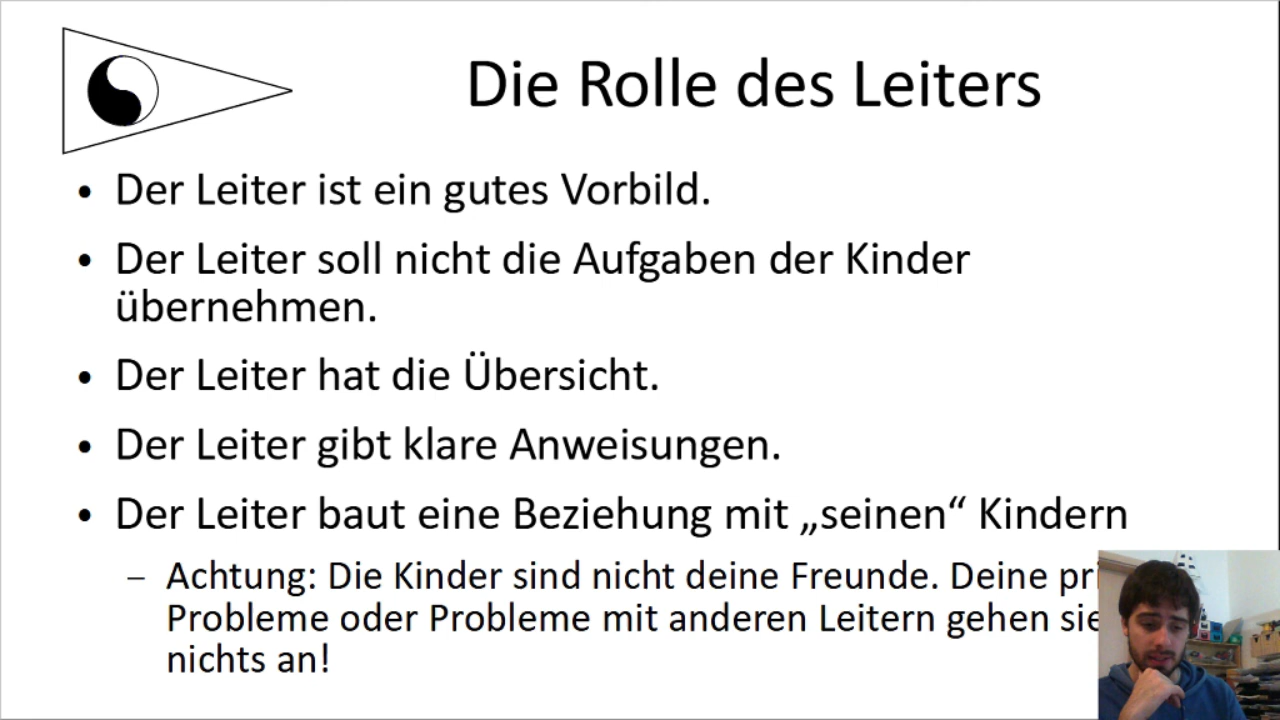 Die Rolle des Leiters
• Der Leiter ist ein gutes Vorbild.
• Der Leiter soll nicht die Aufgaben der Kinder
übernehmen.
• Der Leiter hat die Übersicht.
• Der Leiter gibt klare Anweisungen.
• Der Leiter baut eine Beziehung mit „seinen“ Kindern
– Achtung: Die Kinder sind nicht deine Freunde. Deine
Probleme oder Probleme mit anderen Leitern gehen sie
nichts an!